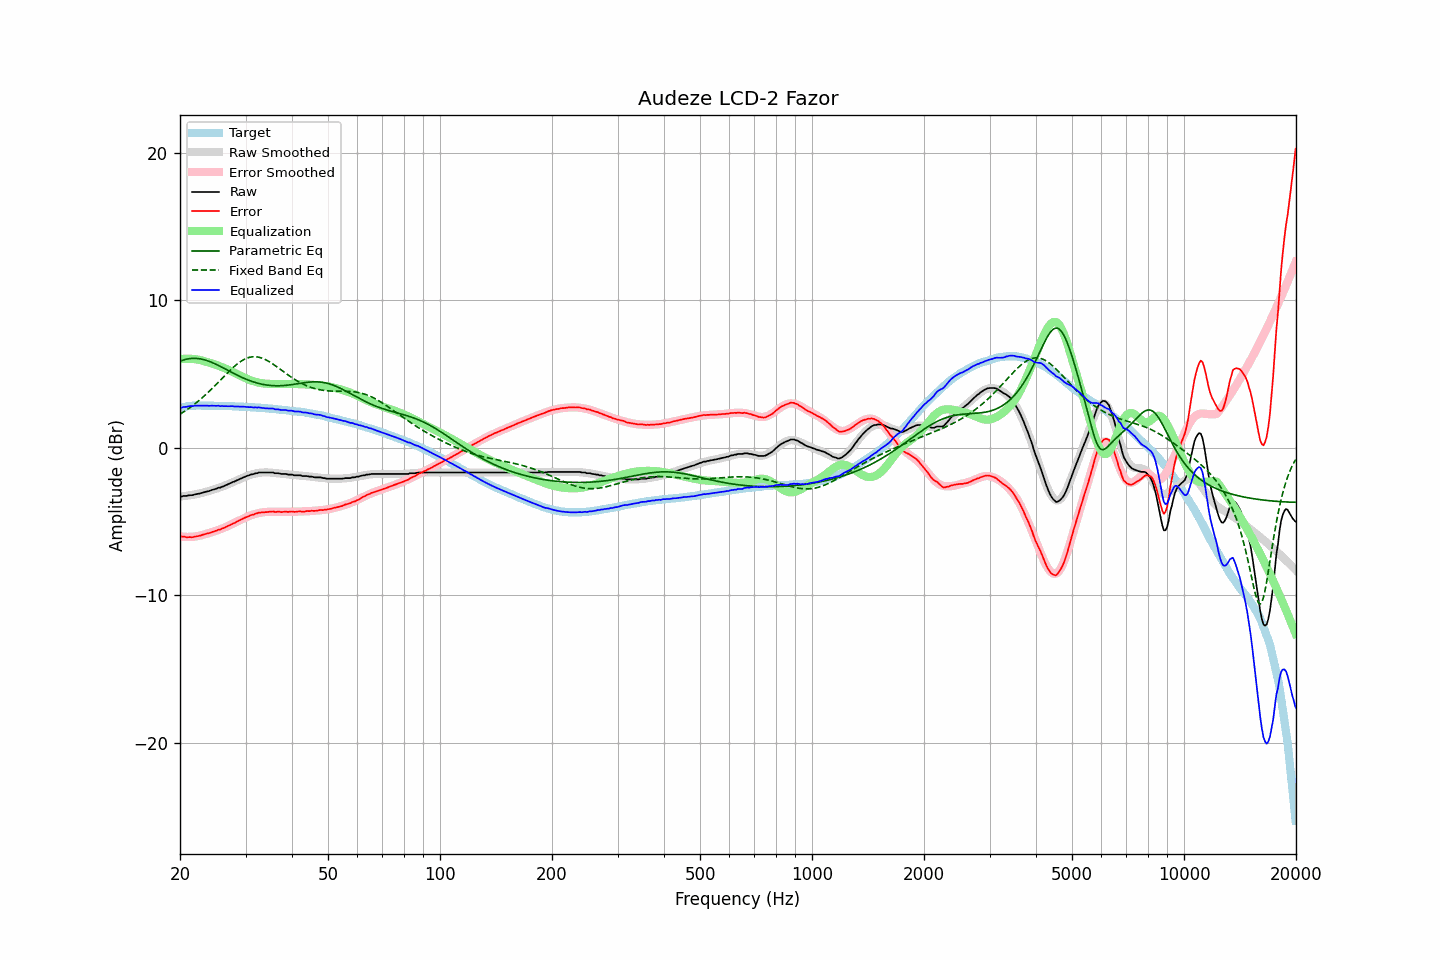 Audeze LCD-2 Fazor
Target
Raw Smoothed
Error Smoothed
Raw
Error
Equalization
Parametric Eq
Fixed Band Eq
Equalized
Amplitude (dBr)
20
10
0
−10
−20
20
50
100
200
500
1000
2000
5000
10000
20000
Frequency (Hz)